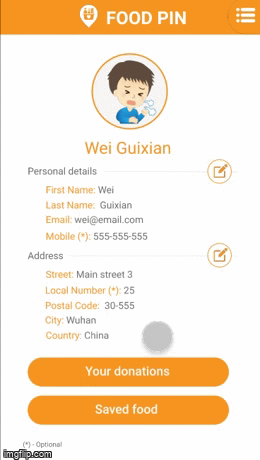 FOOD PIN
Wei Guixian
Personal details
First Name: Wei
Last Name: Guixian
Email: wei@email.com
Mobile (*): 555-555-555
Address
Street: Main street 3
Local Number (*): 25
Postal Code: 30-555
City: Wuhan
Country: China
Your donations
Saved food
(*) - Optional
imgflip.com